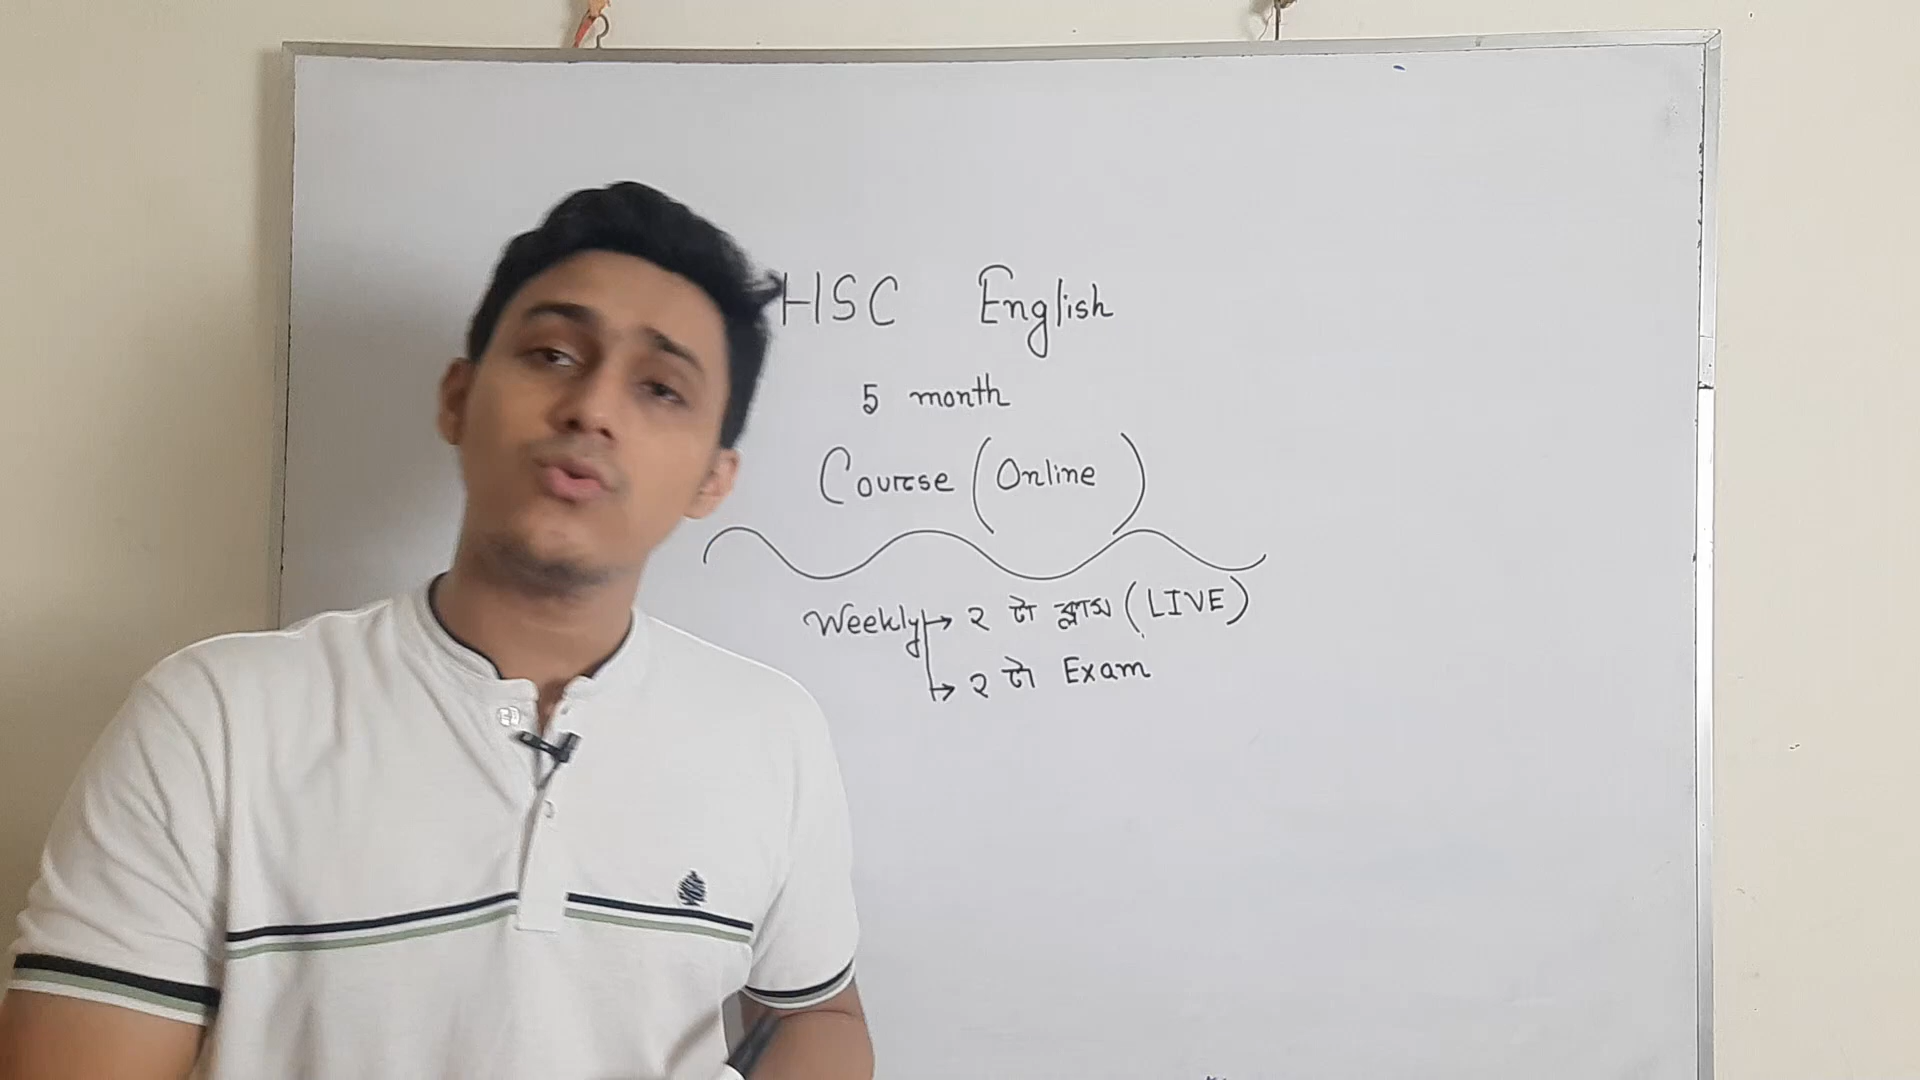 HSC English
5 month
Course (Online)
Weekly → ২ টা ক্লাস (LIVE)
→ ২ টা Exam